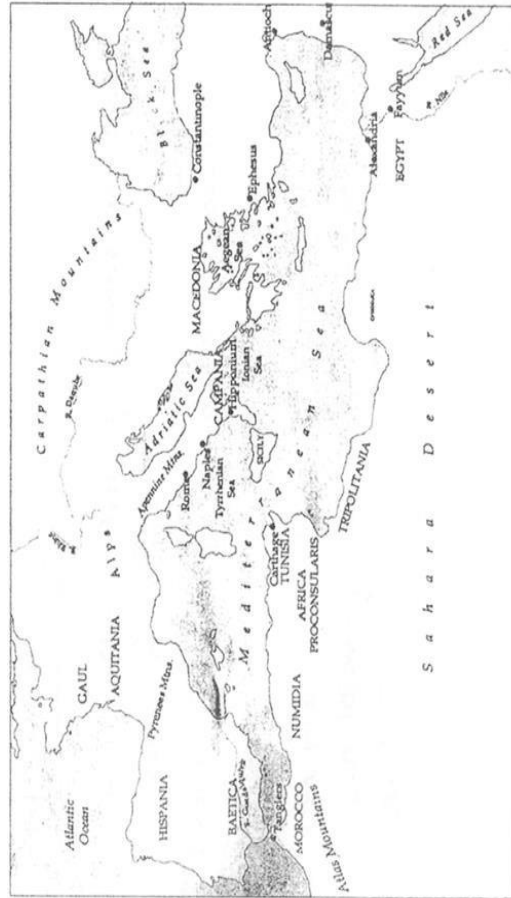 Carpathian Mountains
Atlantic
Ocean
GAUL
AQUITANIA
R. Danube
Alps
Black Sea
Pyrenees Mtns.
HISPANIA
Apennine Mtns.
Adriatic Sea
Rome
Naples
CAMPANIA
Hipponium
MACEDONIA
Constantinople
Tyrrhenian
Sea
Ionian
Sea
Aegean
Sea
Ephesus
Antioch
Damascus
BAETICA
SICILY
Mediterranean Sea
Tangiers
MOROCCO
Atlas Mountains
NUMIDIA
Carthage
TUNISIA
AFRICA
PROCONSULARIS
TRIPOLITANIA
Alexandria
EGYPT
Fayyum
Nile
Red Sea
Sahara Desert